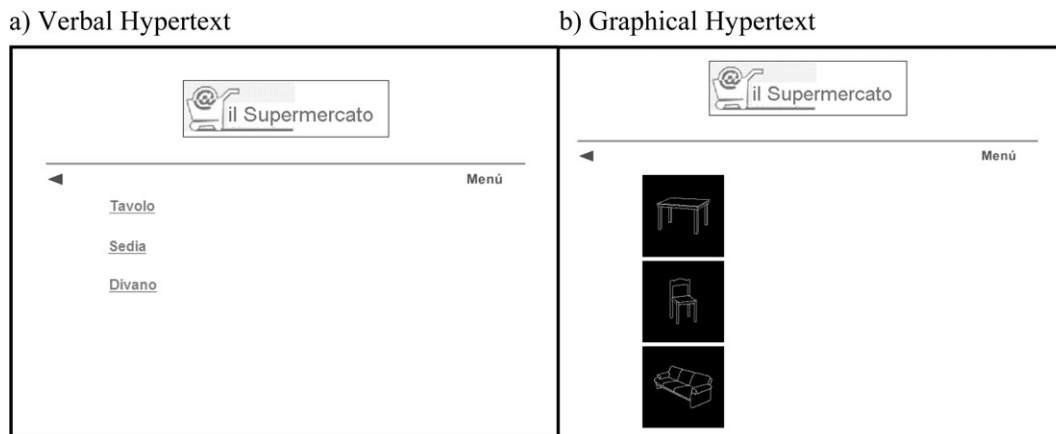 a) Verbal Hypertext
b) Graphical Hypertext
@ il Supermercato
Menú
Tavolo
Sedia
Divano
@ il Supermercato
Menú